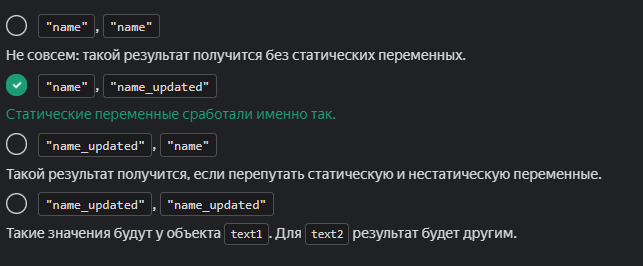 "name", "name"
Не совсем: такой результат получится без статических переменных.
"name", "name_updated"
Статические переменные сработали именно так.
"name_updated", "name"
Такой результат получится, если перепутать статическую и нестатическую переменные.
"name_updated", "name_updated"
Такие значения будут у объекта text1. Для text2 результат будет другим.